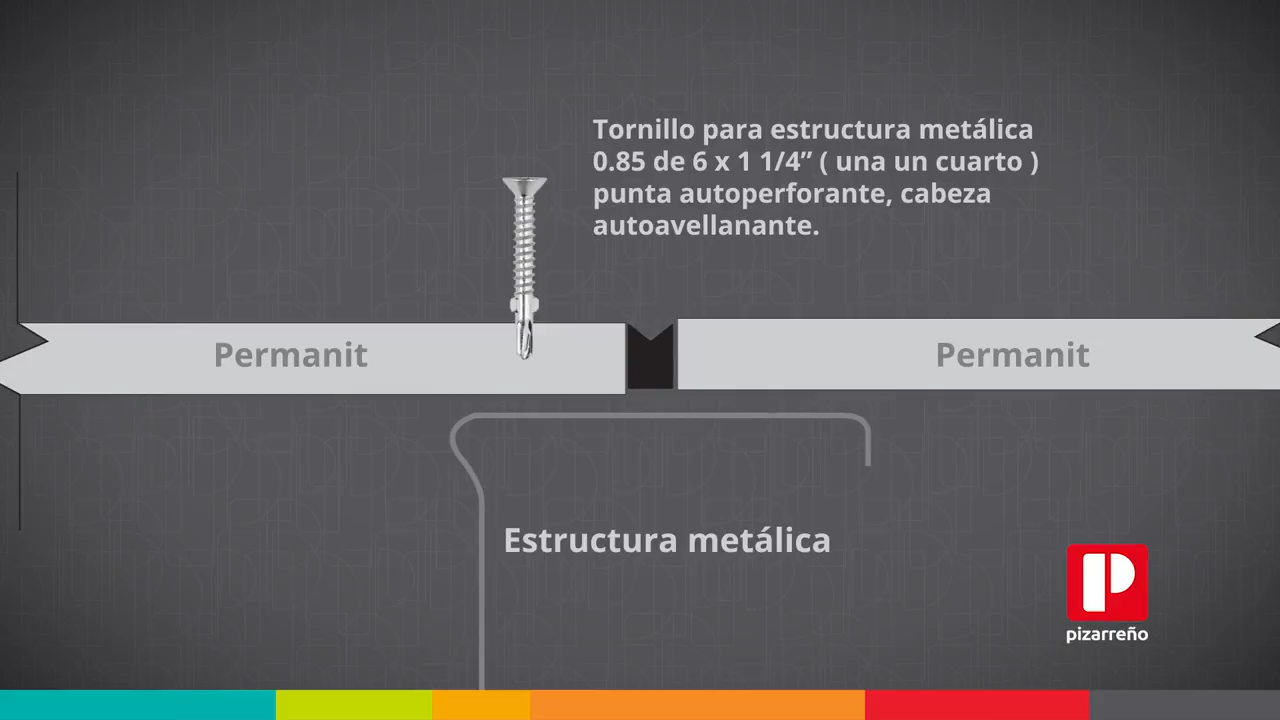 Tornillo para estructura metálica
0.85 de 6 x 1 1/4” ( una un cuarto )
punta autoperforante, cabeza
autoavellanante.
Permanit
Permanit
Estructura metálica
pizarreño